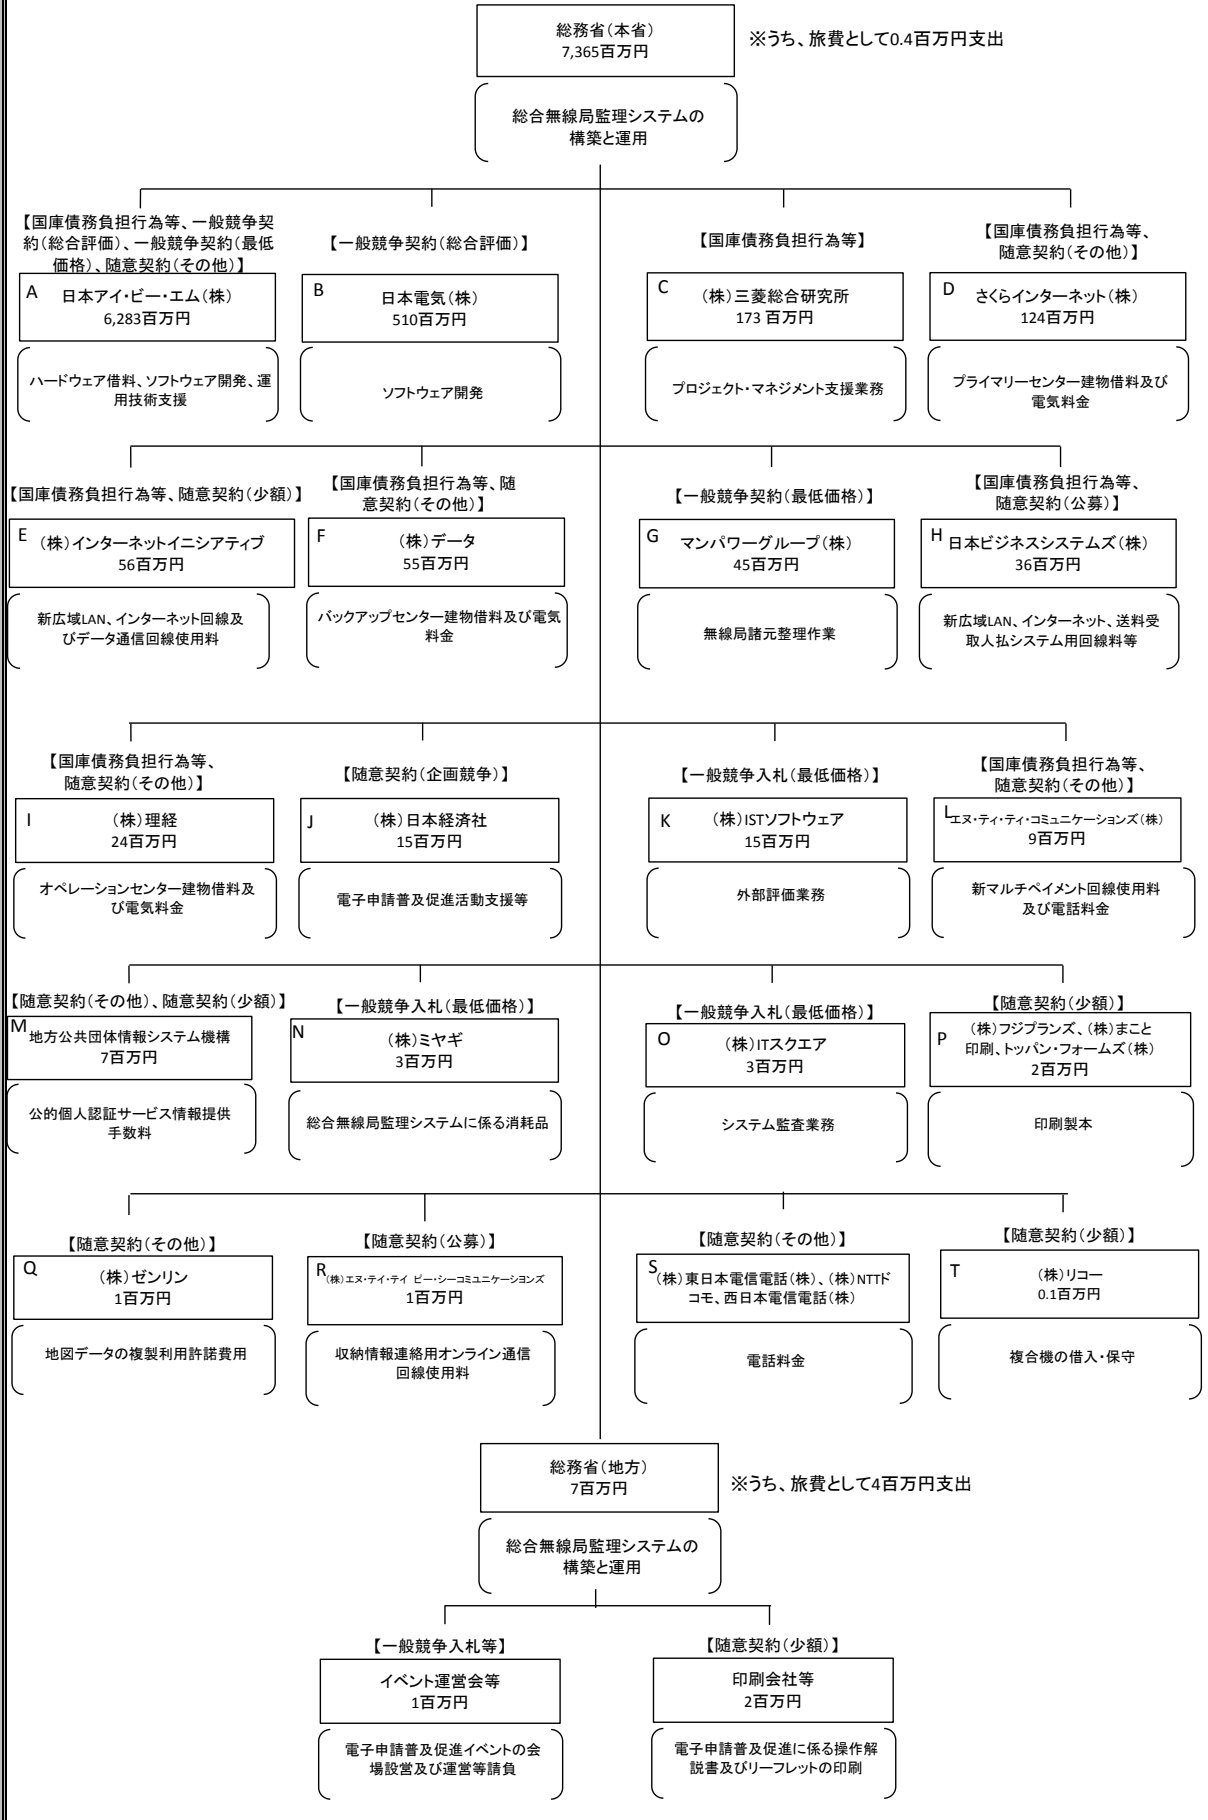 総務省（本省）
7,365百万円
※うち、旅費として0.4百万円支出
総合無線局監理システムの
構築と運用
【国庫債務負担行為等、一般競争契
約（総合評価）、一般競争契約（最低
価格）、随意契約（その他）】
A
日本アイ・ビー・エム（株）
6,283百万円
ハードウェア借料、ソフトウェア開発、運
用技術支援
【一般競争契約（総合評価）】
B
日本電気（株）
510百万円
ソフトウェア開発
【国庫債務負担行為等】
C
（株）三菱総合研究所
173 百万円
プロジェクト・マネジメント支援業務
【国庫債務負担行為等、
随意契約（その他）】
D
さくらインターネット（株）
124百万円
プライマリーセンター建物借料及び
電気料金
【国庫債務負担行為等、随意契約（少額）】
E
（株）インターネットイニシアティブ
56百万円
新広域LAN、インターネット回線及
びデータ通信回線使用料
【国庫債務負担行為等、随
意契約（その他）】
F
（株）データ
55百万円
バックアップセンター建物借料及び電気
料金
【一般競争契約（最低価格）】
G
マンパワーグループ（株）
45百万円
無線局諸元整理作業
【国庫債務負担行為等、
随意契約（公募）】
H
日本ビジネスシステムズ（株）
36百万円
新広域LAN、インターネット、送料受
取人払システム用回線料等
【国庫債務負担行為等、
随意契約（その他）】
I
（株）理経
24百万円
オペレーションセンター建物借料及
び電気料金
【随意契約（企画競争）】
J
（株）日本経済社
15百万円
電子申請普及促進活動支援等
【一般競争入札（最低価格）】
K
（株）ISTソフトウェア
15百万円
外部評価業務
【国庫債務負担行為等、
随意契約（その他）】
L
エヌ・ティ・ティ・コミュニケーションズ（株）
9百万円
新マルチペイメント回線使用料
及び電話料金
【随意契約（その他）、随意契約（少額）】
M
地方公共団体情報システム機構
7百万円
公的個人認証サービス情報提供
手数料
【一般競争入札（最低価格）】
N
（株）ミヤギ
3百万円
総合無線局監理システムに係る消耗品
【一般競争入札（最低価格）】
O
（株）ITスクエア
3百万円
システム監査業務
【随意契約（少額）】
P
（株）フジプランズ、（株）まこと
印刷、トッパン・フォームズ（株）
2百万円
印刷製本
【随意契約（その他）】
Q
（株）ゼンリン
1百万円
地図データの複製利用許諾費用
【随意契約（公募）】
R
（株）エヌ・テイ・テイ ピー・シーコミュニケーションズ
1百万円
収納情報連絡用オンライン通信
回線使用料
【随意契約（その他）】
S
（株）東日本電信電話（株）、（株）NTTド
コモ、西日本電信電話（株）
電話料金
【随意契約（少額）】
T
（株）リコー
0.1百万円
複合機の借入・保守
総務省（地方）
7百万円
※うち、旅費として4百万円支出
総合無線局監理システムの
構築と運用
【一般競争入札等】
イベント運営会等
1百万円
電子申請普及促進イベントの会
場設営及び運営等請負
【随意契約（少額）】
印刷会社等
2百万円
電子申請普及促進に係る操作解
説書及びリーフレットの印刷